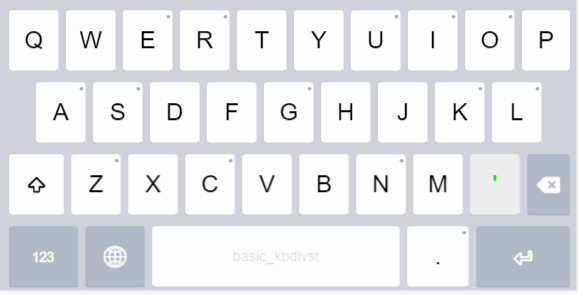 Q W E R T Y U I O P
A S D F G H J K L
Z X C V B N M '
123 basic_kbdlvst .